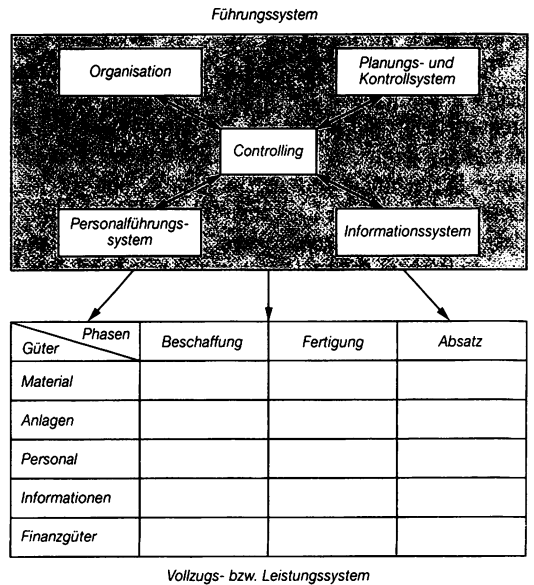 Führungssystem
Organisation
Planungs- und
Kontrollsystem
Controlling
Personalführungs-
system
Informationssystem
Phasen
Güter
Beschaffung
Fertigung
Absatz
Material
Anlagen
Personal
Informationen
Finanzgüter
Vollzugs- bzw. Leistungssystem